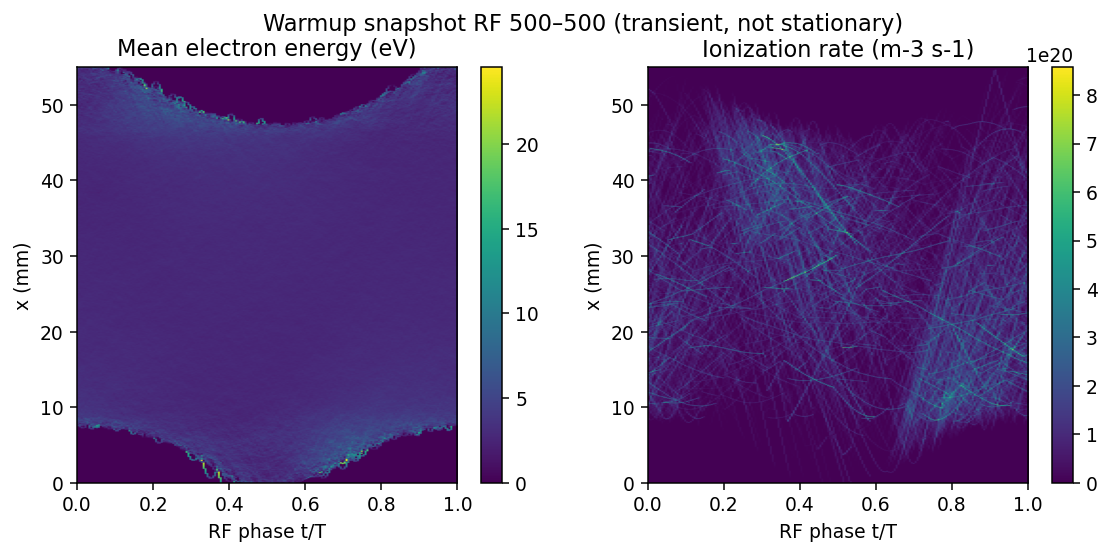 Warmup snapshot RF 500–500 (transient, not stationary)
Mean electron energy (eV)
Ionization rate (m-3 s-1)
1e20
50
40
30
20
10
0
x (mm)
0.0 0.2 0.4 0.6 0.8 1.0
RF phase t/T
20
15
10
5
0
50
40
30
20
10
0
x (mm)
0.0 0.2 0.4 0.6 0.8 1.0
RF phase t/T
8
7
6
5
4
3
2
1
0